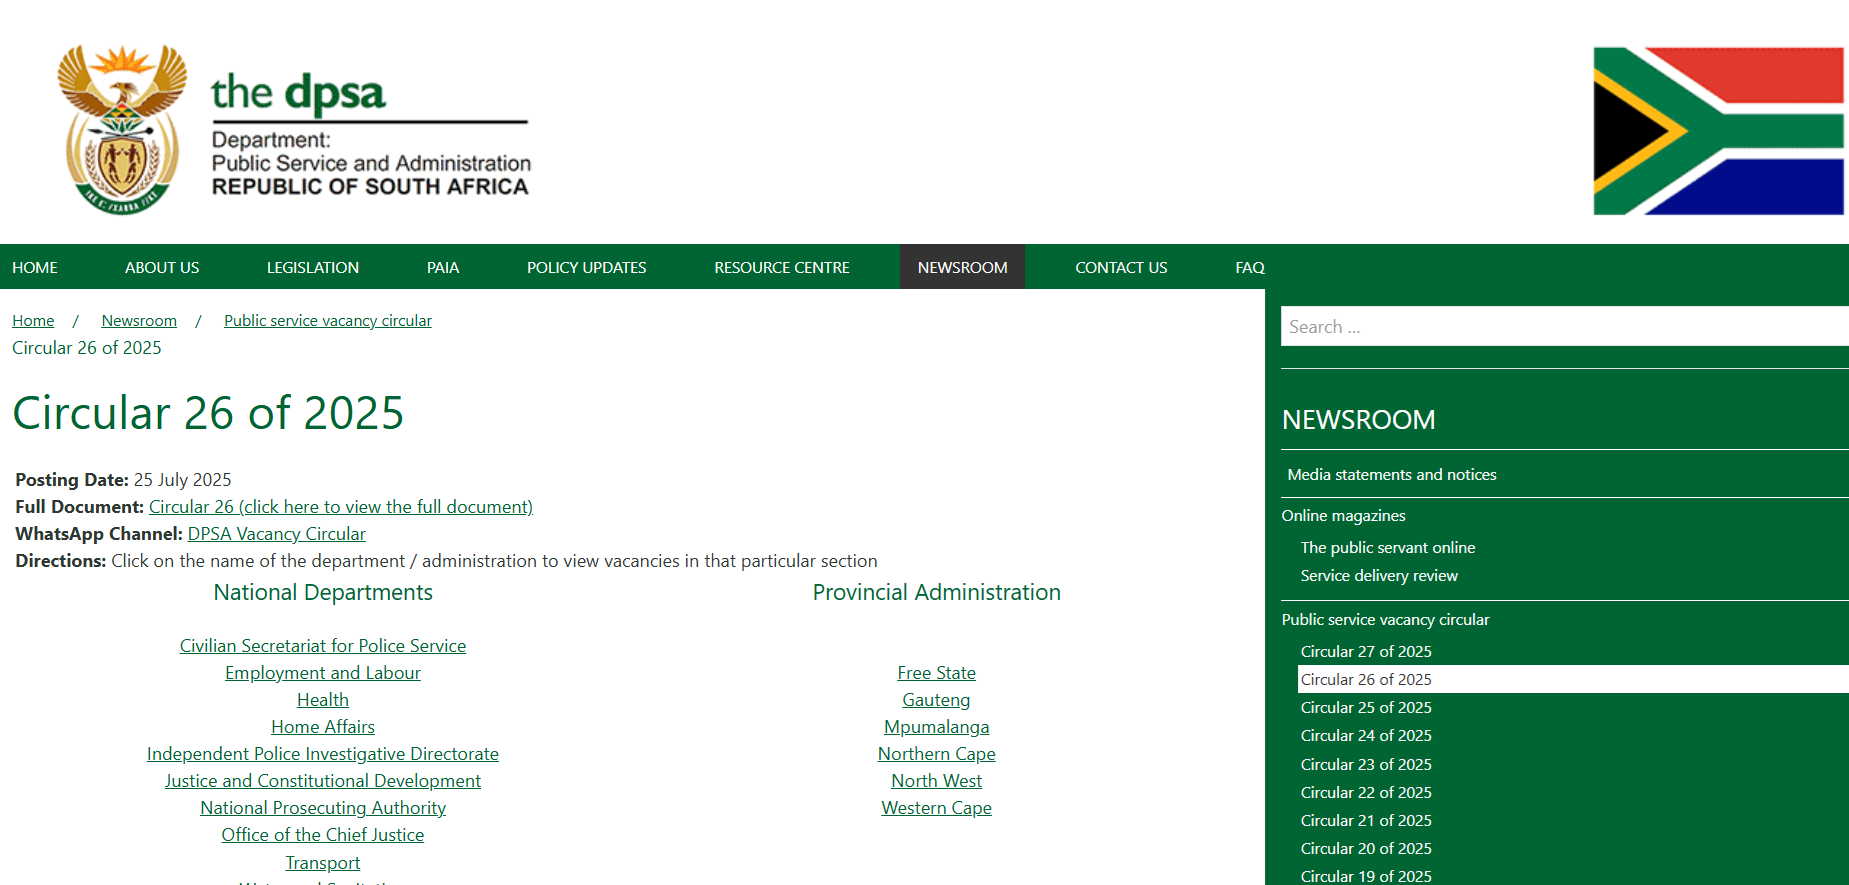 the dpsa
Department:
Public Service and Administration
REPUBLIC OF SOUTH AFRICA
HOME
ABOUT US
LEGISLATION
PAIA
POLICY UPDATES
RESOURCE CENTRE
NEWSROOM
CONTACT US
FAQ
Home / Newsroom / Public service vacancy circular
Circular 26 of 2025
Circular 26 of 2025
Posting Date: 25 July 2025
Full Document: Circular 26 (click here to view the full document)
WhatsApp Channel: DPSA Vacancy Circular
Directions: Click on the name of the department / administration to view vacancies in that particular section
National Departments
Civilian Secretariat for Police Service
Employment and Labour
Health
Home Affairs
Independent Police Investigative Directorate
Justice and Constitutional Development
National Prosecuting Authority
Office of the Chief Justice
Transport
Provincial Administration
Free State
Gauteng
Mpumalanga
Northern Cape
North West
Western Cape
Search ...
NEWSROOM
Media statements and notices
Online magazines
The public servant online
Service delivery review
Public service vacancy circular
Circular 27 of 2025
Circular 26 of 2025
Circular 25 of 2025
Circular 24 of 2025
Circular 23 of 2025
Circular 22 of 2025
Circular 21 of 2025
Circular 20 of 2025
Circular 19 of 2025